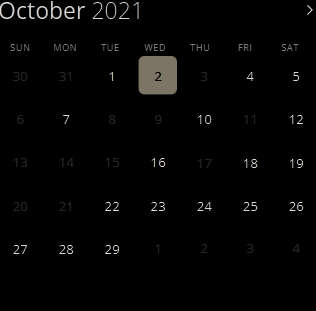 October 2021
SUN MON TUE WED THU FRI SAT
30 31 1 2 3 4 5
6 7 8 9 10 11 12
13 14 15 16 17 18 19
20 21 22 23 24 25 26
27 28 29 1 2 3 4